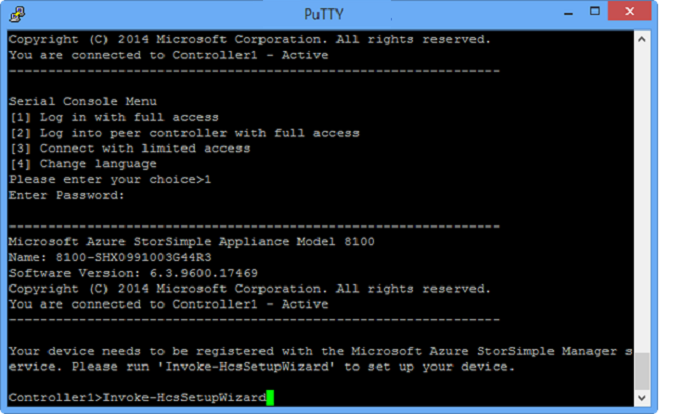 PuTTY
Copyright (C) 2014 Microsoft Corporation. All rights reserved.
You are connected to Controller1 - Active
---------------------------------------------------------------
Serial Console Menu
[1] Log in with full access
[2] Log into peer controller with full access
[3] Connect with limited access
[4] Change language
Please enter your choice>1
Enter Password:
---------------------------------------------------------------
Microsoft Azure StorSimple Appliance Model 8100
Name: 8100-SHX0991003G44R3
Software Version: 6.3.9600.17469
Copyright (C) 2014 Microsoft Corporation. All rights reserved.
You are connected to Controller1 - Active
---------------------------------------------------------------
Your device needs to be registered with the Microsoft Azure StorSimple Manager s
ervice. Please run 'Invoke-HcsSetupWizard' to set up your device.
Controller1>Invoke-HcsSetupWizard